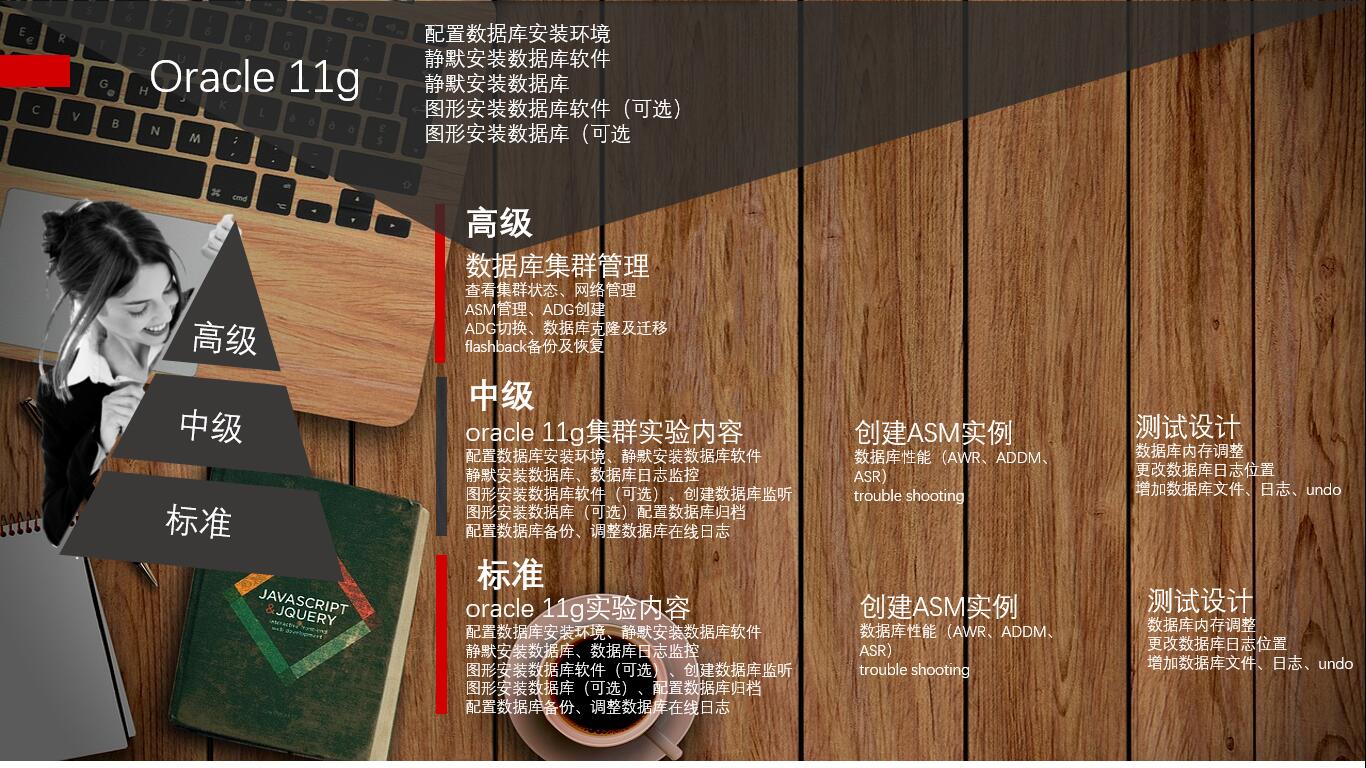 Oracle 11g
配置数据库安装环境
静默安装数据库软件
静默安装数据库
图形安装数据库软件（可选）
图形安装数据库（可选
高级
中级
标准
高级
数据库集群管理
查看集群状态、网络管理
ASM管理、ADG创建
ADG切换、数据库克隆及迁移
flashback备份及恢复
中级
oracle 11g集群实验内容
配置数据库安装环境、静默安装数据库软件
静默安装数据库、数据库日志监控
图形安装数据库软件（可选）、创建数据库监听
图形安装数据库（可选）配置数据库归档
配置数据库备份、调整数据库在线日志
创建ASM实例
数据库性能（AWR、ADDM、
ASR）
trouble shooting
测试设计
数据库内存调整
更改数据库日志位置
增加数据库文件、日志、undo
标准
oracle 11g实验内容
配置数据库安装环境、静默安装数据库软件
静默安装数据库、数据库日志监控
图形安装数据库软件（可选）、创建数据库监听
图形安装数据库（可选）、配置数据库归档
配置数据库备份、调整数据库在线日志
创建ASM实例
数据库性能（AWR、ADDM、
ASR）
trouble shooting
测试设计
数据库内存调整
更改数据库日志位置
增加数据库文件、日志、undo
JAVASCRIPT
&JQUERY
interactive front-end
web development
E
R
G
H
C
V
B
N
M
cmd